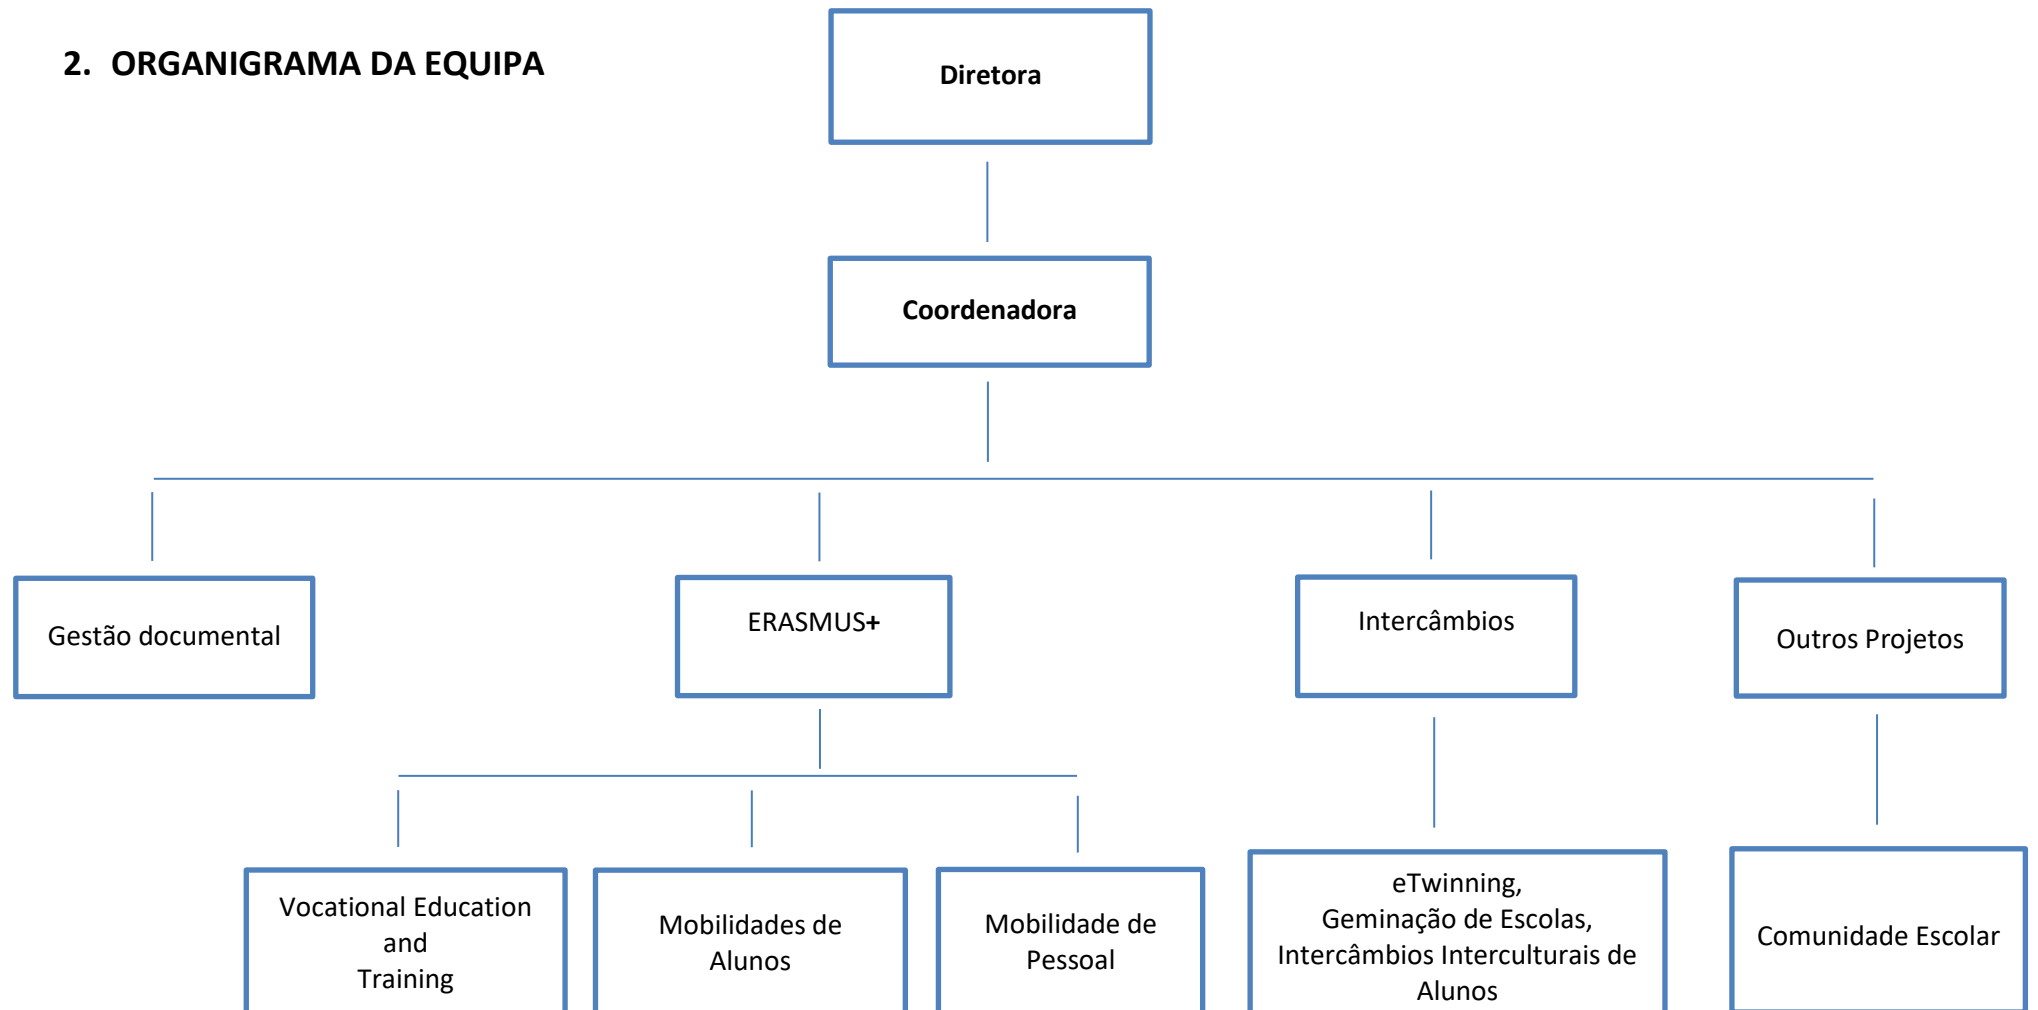 2. ORGANIGRAMA DA EQUIPA
Diretora
Coordenadora
Gestão documental
ERASMUS+
Intercâmbios
Outros Projetos
Vocational Education
and
Training
Mobilidades de
Alunos
Mobilidade de
Pessoal
eTwinning,
Geminação de Escolas,
Intercâmbios Interculturais de
Alunos
Comunidade Escolar